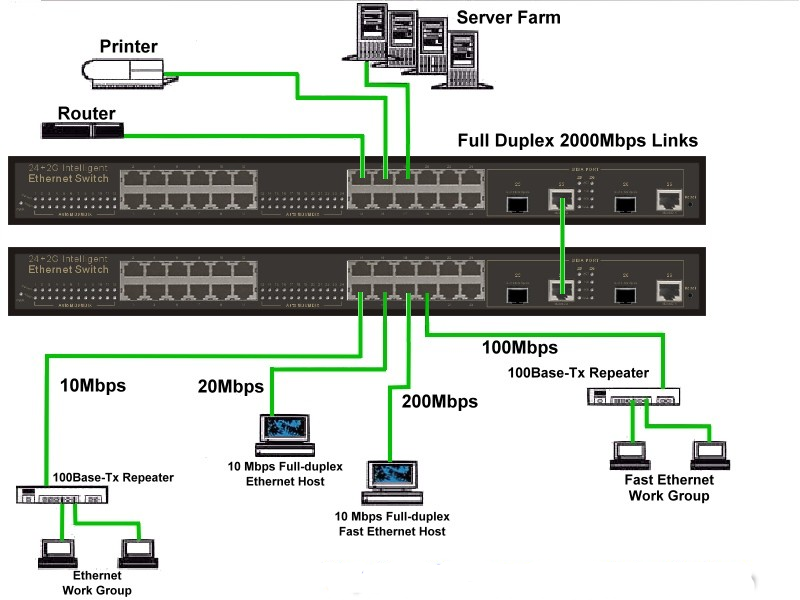 Server Farm
Printer
Router
Full Duplex 2000Mbps Links
24+2G Intelligent
Ethernet Switch
24+2G Intelligent
Ethernet Switch
100Mbps
10Mbps
20Mbps
200Mbps
100Base-Tx Repeater
10 Mbps Full-duplex
Ethernet Host
100Base-Tx Repeater
Fast Ethernet
Work Group
10 Mbps Full-duplex
Fast Ethernet Host
Ethernet
Work Group